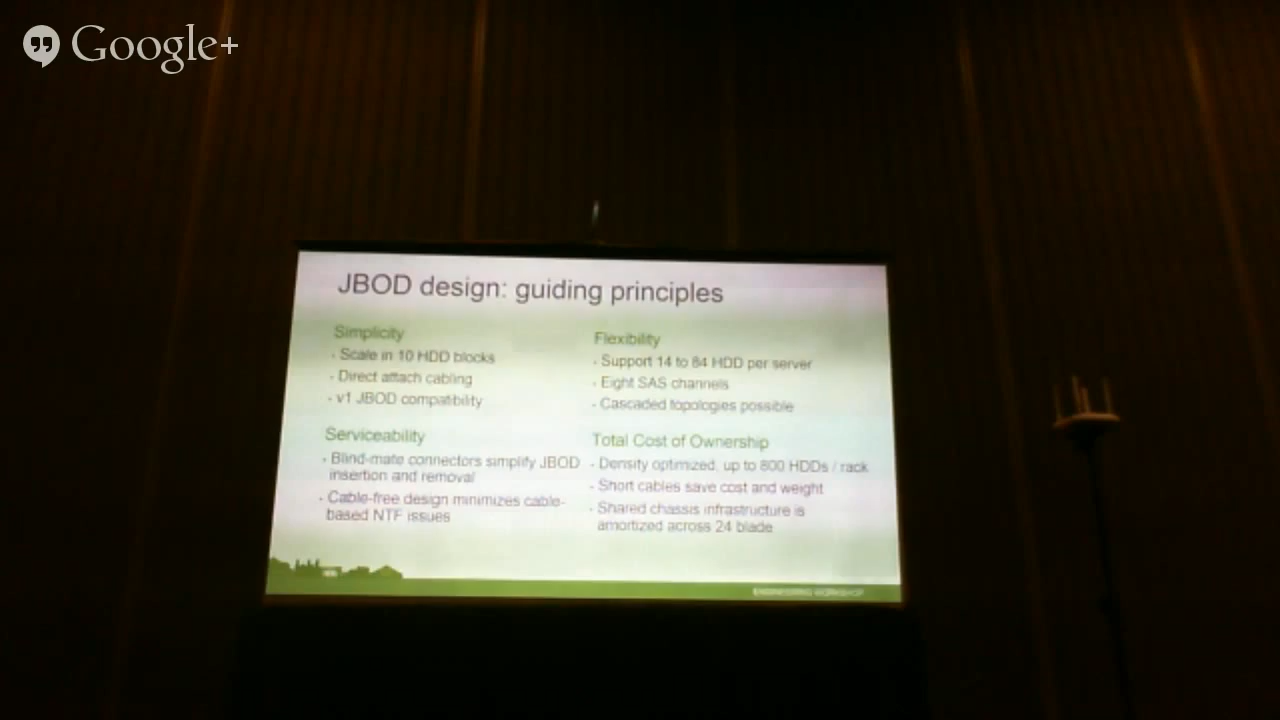 Google+
JBOD design: guiding principles
Simplicity
· Scale in 10 HDD blocks
· Direct attach cabling
· v1 JBOD compatibility
Flexibility
· Support 14 to 84 HDD per server
· Eight SAS channels
· Cascaded topologies possible
Serviceability
· Blind-mate connectors simplify JBOD
insertion and removal
· Cable-free design minimizes cable-
based NTF issues
Total Cost of Ownership
· Density optimized, up to 800 HDDs / rack
· Short cables save cost and weight
· Shared chassis infrastructure is
amortized across 24 blade
ENGINEERING WORKSHOP